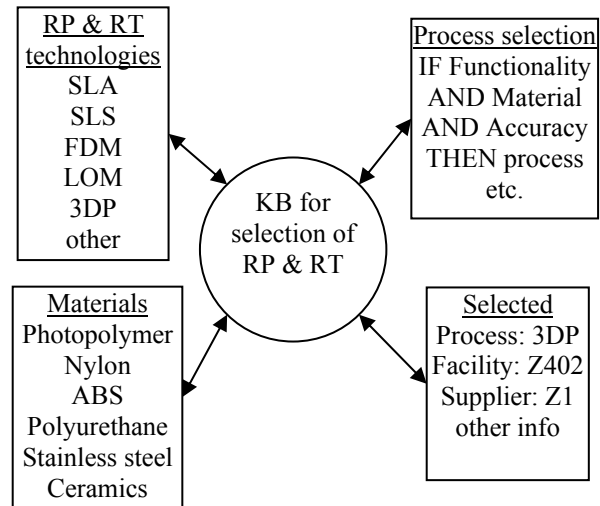 RP & RT
technologies
SLA
SLS
FDM
LOM
3DP
other
Process selection
IF Functionality
AND Material
AND Accuracy
THEN process
etc.
KB for
selection of
RP & RT
Materials
Photopolymer
Nylon
ABS
Polyurethane
Stainless steel
Ceramics
Selected
Process: 3DP
Facility: Z402
Supplier: Z1
other info